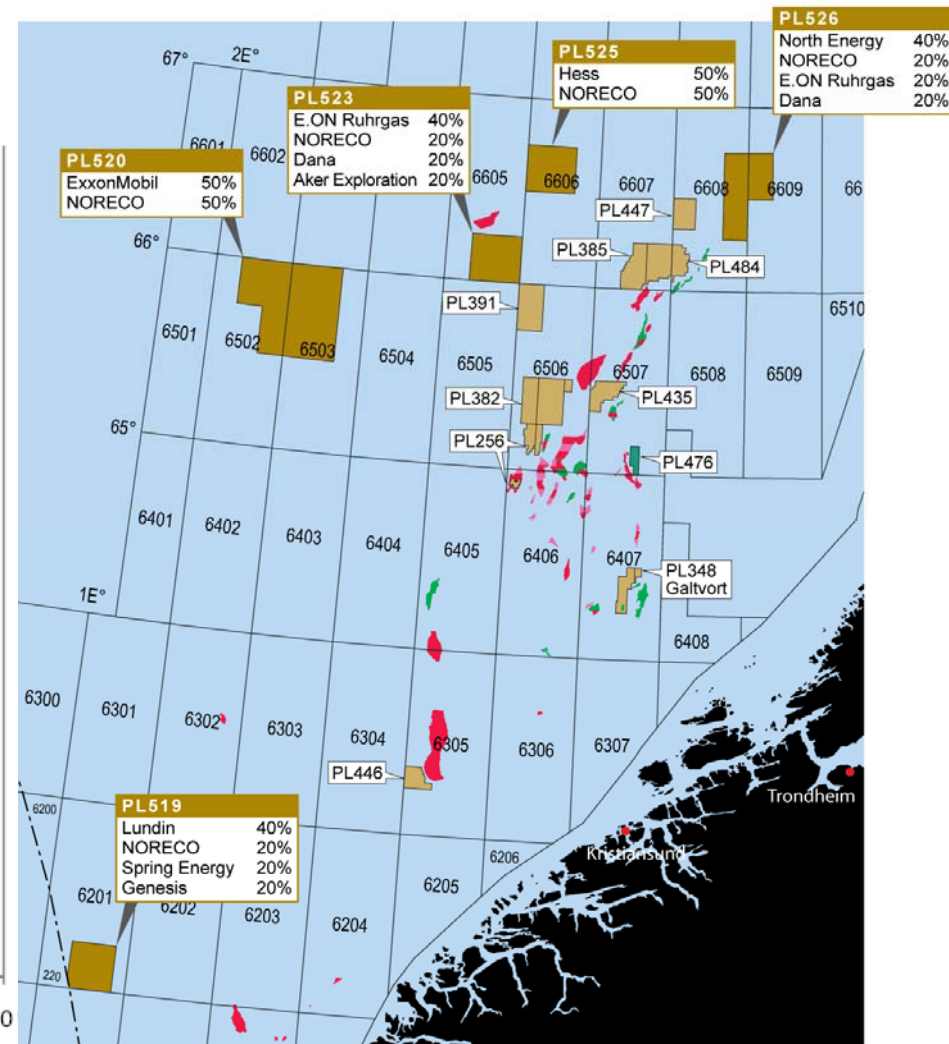 PL526
North Energy 40%
NORECO 20%
E.ON Ruhrgas 20%
Dana 20%
PL525
Hess 50%
NORECO 50%
PL523
E.ON Ruhrgas 40%
NORECO 20%
Dana 20%
Aker Exploration 20%
PL520
ExxonMobil 50%
NORECO 50%
67°
2E°
6601
6602
6605
6606
6607
6608
6609
66
PL447
PL385
PL484
66°
PL391
6510
6501
6502
6503
6504
6505
6506
6507
6508
6509
PL382
PL435
65°
PL256
PL476
6401
6402
6403
6404
6405
6406
6407
PL348
Galtvort
1E°
6408
6300
6301
6302
6303
6304
6305
6306
6307
PL446
Trondheim
Kristiansund
6200
PL519
Lundin 40%
NORECO 20%
Spring Energy 20%
Genesis 20%
6206
6201
6202
6203
6204
6205
220
0